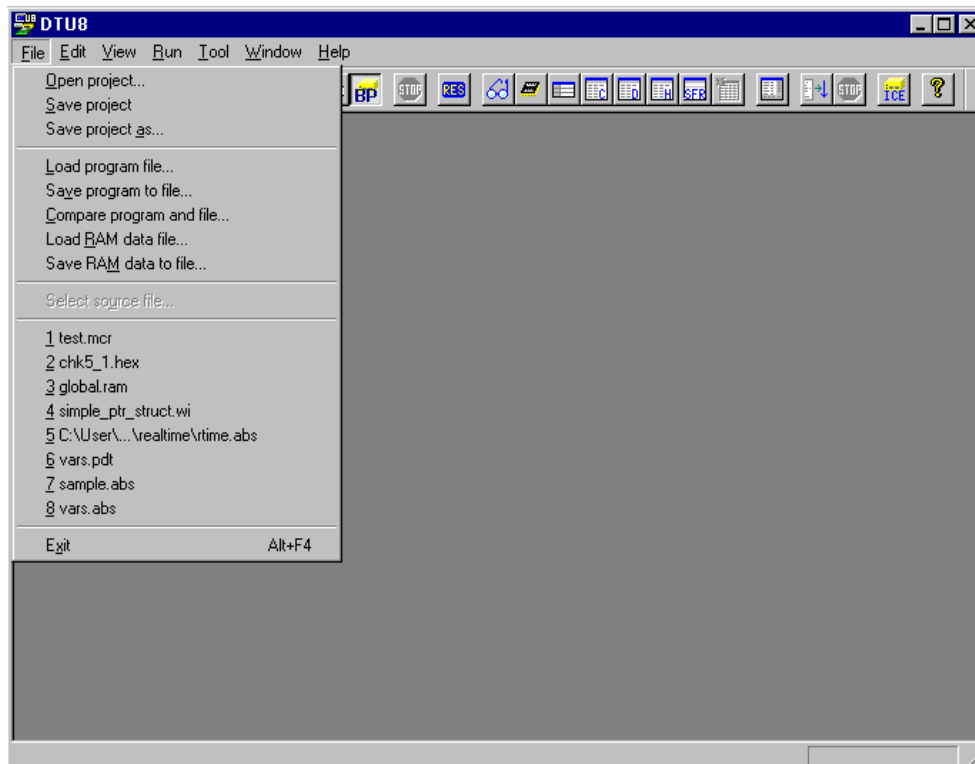 DTU8
File Edit View Run Tool Window Help
BP STOP RES C D M SFR STOP ICE ?
Open project...
Save project
Save project as...
Load program file...
Save program to file...
Compare program and file...
Load RAM data file...
Save RAM data to file...
Select source file...
1 test.mcr
2 chk5_1.hex
3 global.ram
4 simple_ptr_struct.wi
5 C:\User\...\realtime\rtime.abs
6 vars.pdt
7 sample.abs
8 vars.abs
Exit Alt+F4